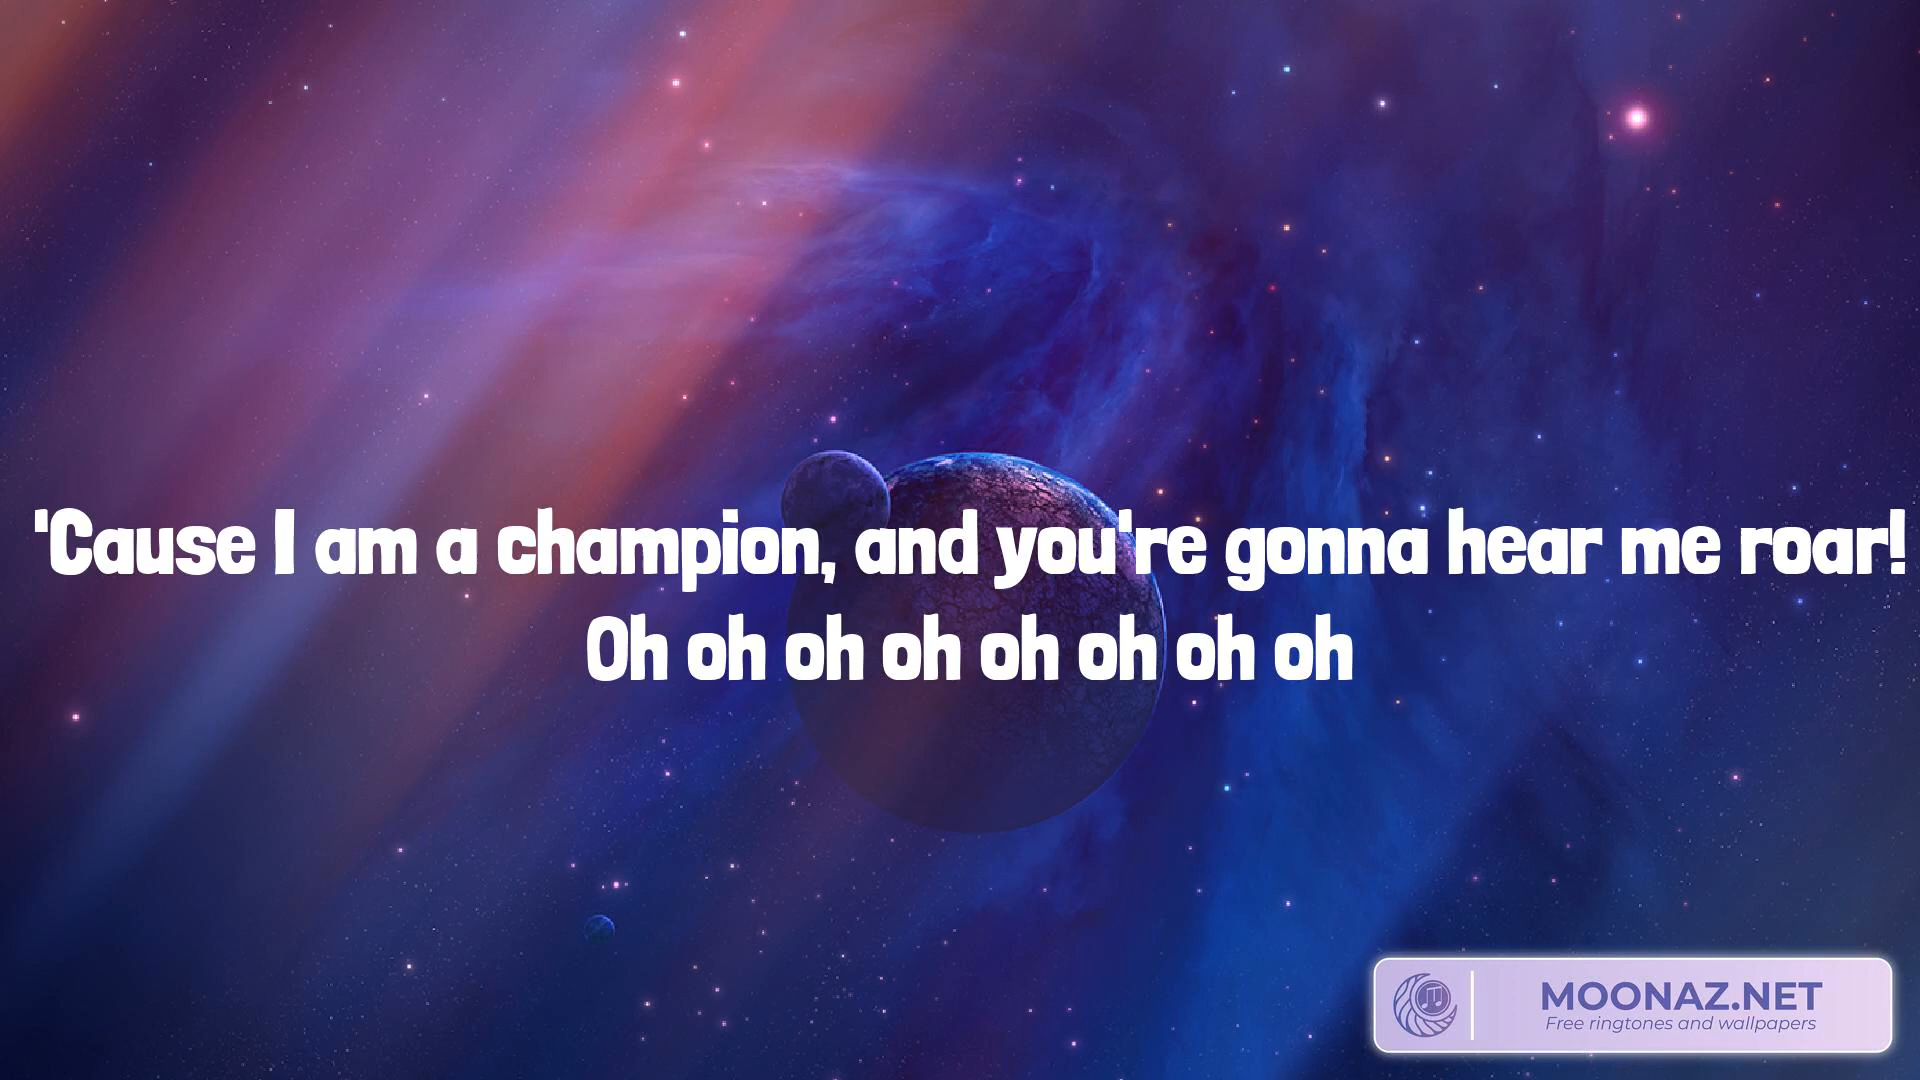 'Cause I am a champion, and you're gonna hear me roar!
Oh oh oh oh oh oh oh oh
MOONAZ.NET
Free ringtones and wallpapers